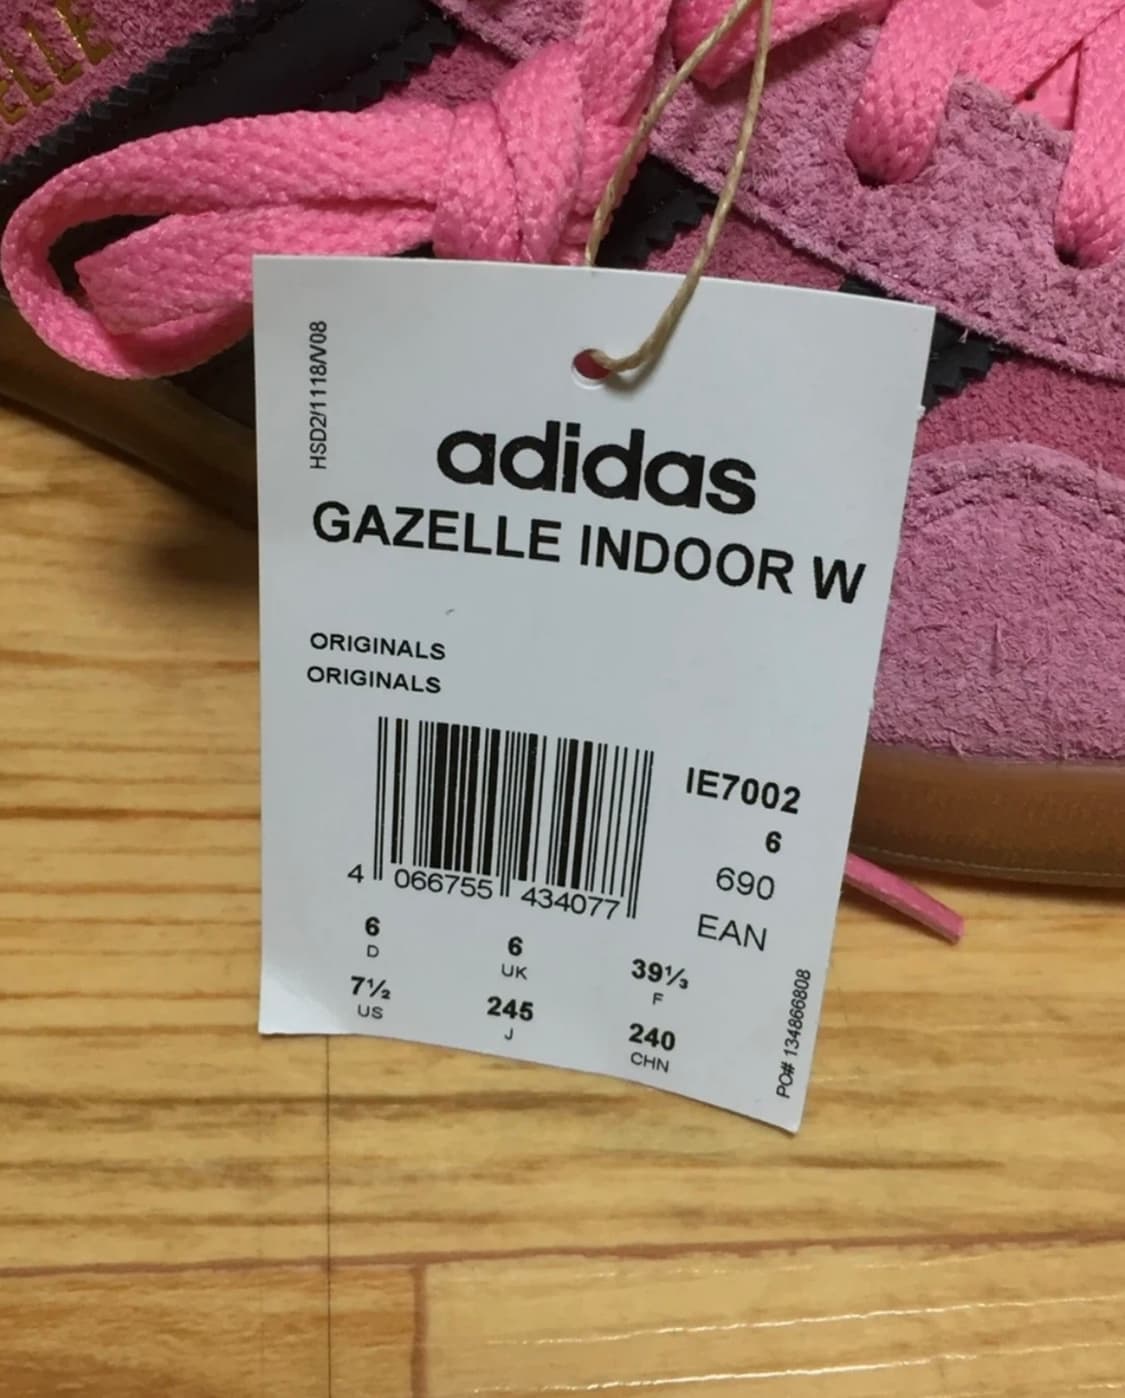 ELLE
HSD2/1118/V08
adidas
GAZELLE INDOOR W
ORIGINALS
ORIGINALS
IE7002
6
690
EAN
4 066755 434077
6 6 39⅓
D UK F
7½ 245 240
US J CHN
PO# 134866808